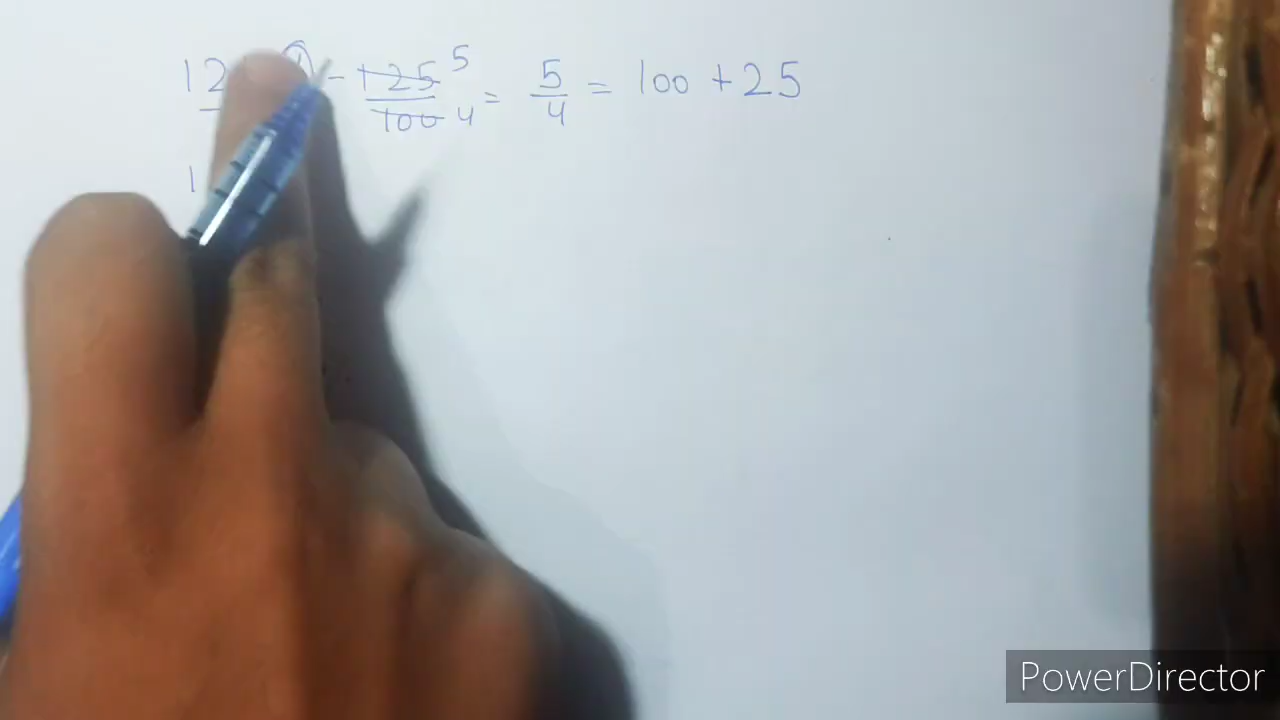 12 - 125 5 = 5/4 = 100 + 25
100 4
1
PowerDirector